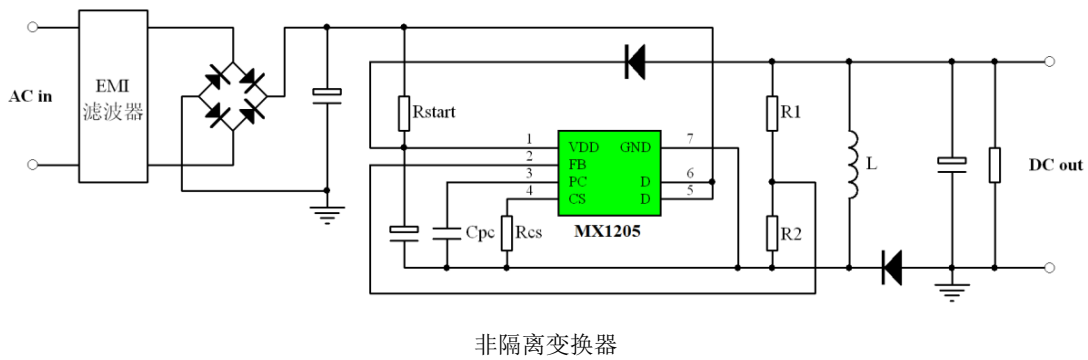 AC in
EMI
滤波器
Rstart
1
2
3
4
VDD
FB
PC
CS
GND
D
D
7
6
5
MX1205
Cpc
Rcs
R1
R2
L
DC out
非隔离变换器